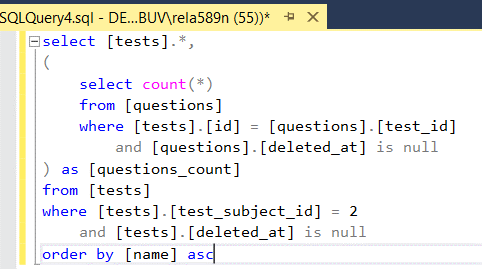 SQLQuery4.sql - DE...BUV\rela589n (55))*
select [tests].*,
(
    select count(*)
    from [questions]
    where [tests].[id] = [questions].[test_id]
        and [questions].[deleted_at] is null
) as [questions_count]
from [tests]
where [tests].[test_subject_id] = 2
    and [tests].[deleted_at] is null
order by [name] asc